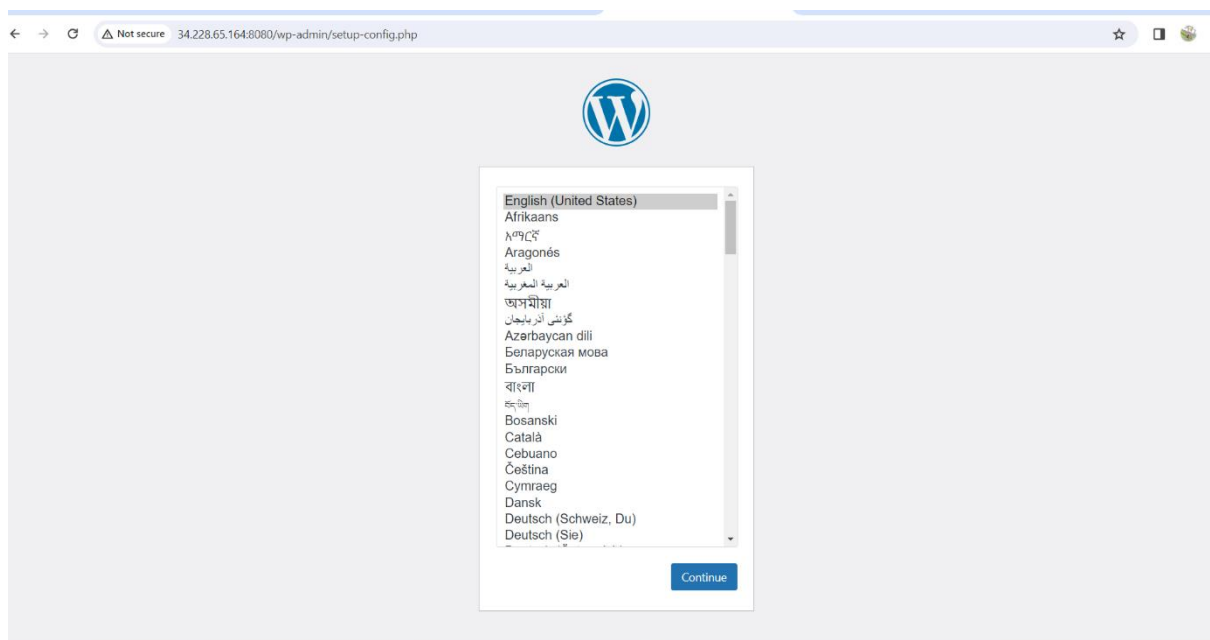 Not secure 34.228.65.164:8080/wp-admin/setup-config.php
W
English (United States)
Afrikaans
አማርኛ
Aragonés
العربية
العربية المغربية
অসমীয়া
گؤنئی آذربایجان
Azərbaycan dili
Беларуская мова
Български
বাংলা
བོད་ཡིག
Bosanski
Català
Cebuano
Čeština
Cymraeg
Dansk
Deutsch (Schweiz, Du)
Deutsch (Sie)
Continue